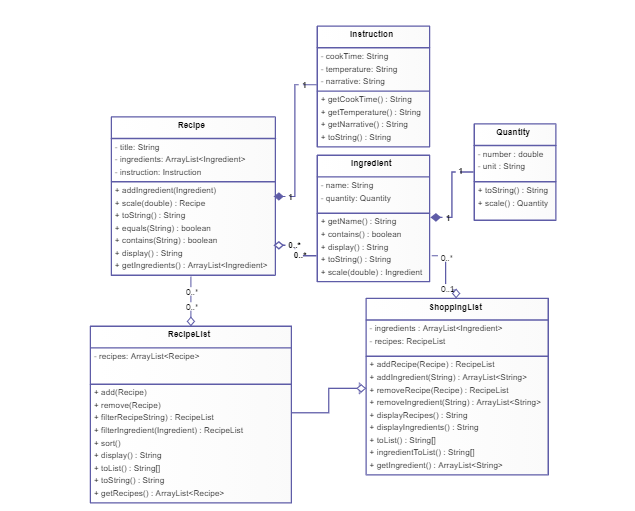 Instruction
- cookTime: String
- temperature: String
- narrative: String
+ getCookTime() : String
+ getTemperature() : String
+ getNarrative() : String
+ toString() : String
1
Recipe
- title: String
- ingredients: ArrayList<Ingredient>
- instruction: Instruction
+ addIngredient(Ingredient)
+ scale(double) : Recipe
+ toString() : String
+ equals(String) : boolean
+ contains(String) : boolean
+ display() : String
+ getIngredients() : ArrayList<Ingredient>
1
0..*
0..*
Ingredient
- name: String
- quantity: Quantity
+ getName() : String
+ contains() : boolean
+ display() : String
+ toString() : String
+ scale(double) : Ingredient
1
1
Quantity
- number : double
- unit : String
+ toString() : String
+ scale() : Quantity
0..*
0..1
0..*
0..*
RecipeList
- recipes: ArrayList<Recipe>
+ add(Recipe)
+ remove(Recipe)
+ filterRecipeString) : RecipeList
+ filterIngredient(Ingredient) : RecipeList
+ sort()
+ display() : String
+ toList() : String[]
+ toString() : String
+ getRecipes() : ArrayList<Recipe>
ShoppingList
- ingredients : ArrayList<Ingredient>
- recipes: RecipeList
+ addRecipe(Recipe) : RecipeList
+ addIngredient(String) : ArrayList<String>
+ removeRecipe(Recipe) : RecipeList
+ removeIngredient(String) : ArrayList<String>
+ displayRecipes() : String
+ displayIngredients() : String
+ toList() : String[]
+ ingredientToList() : String[]
+ getIngredient() : ArrayList<String>